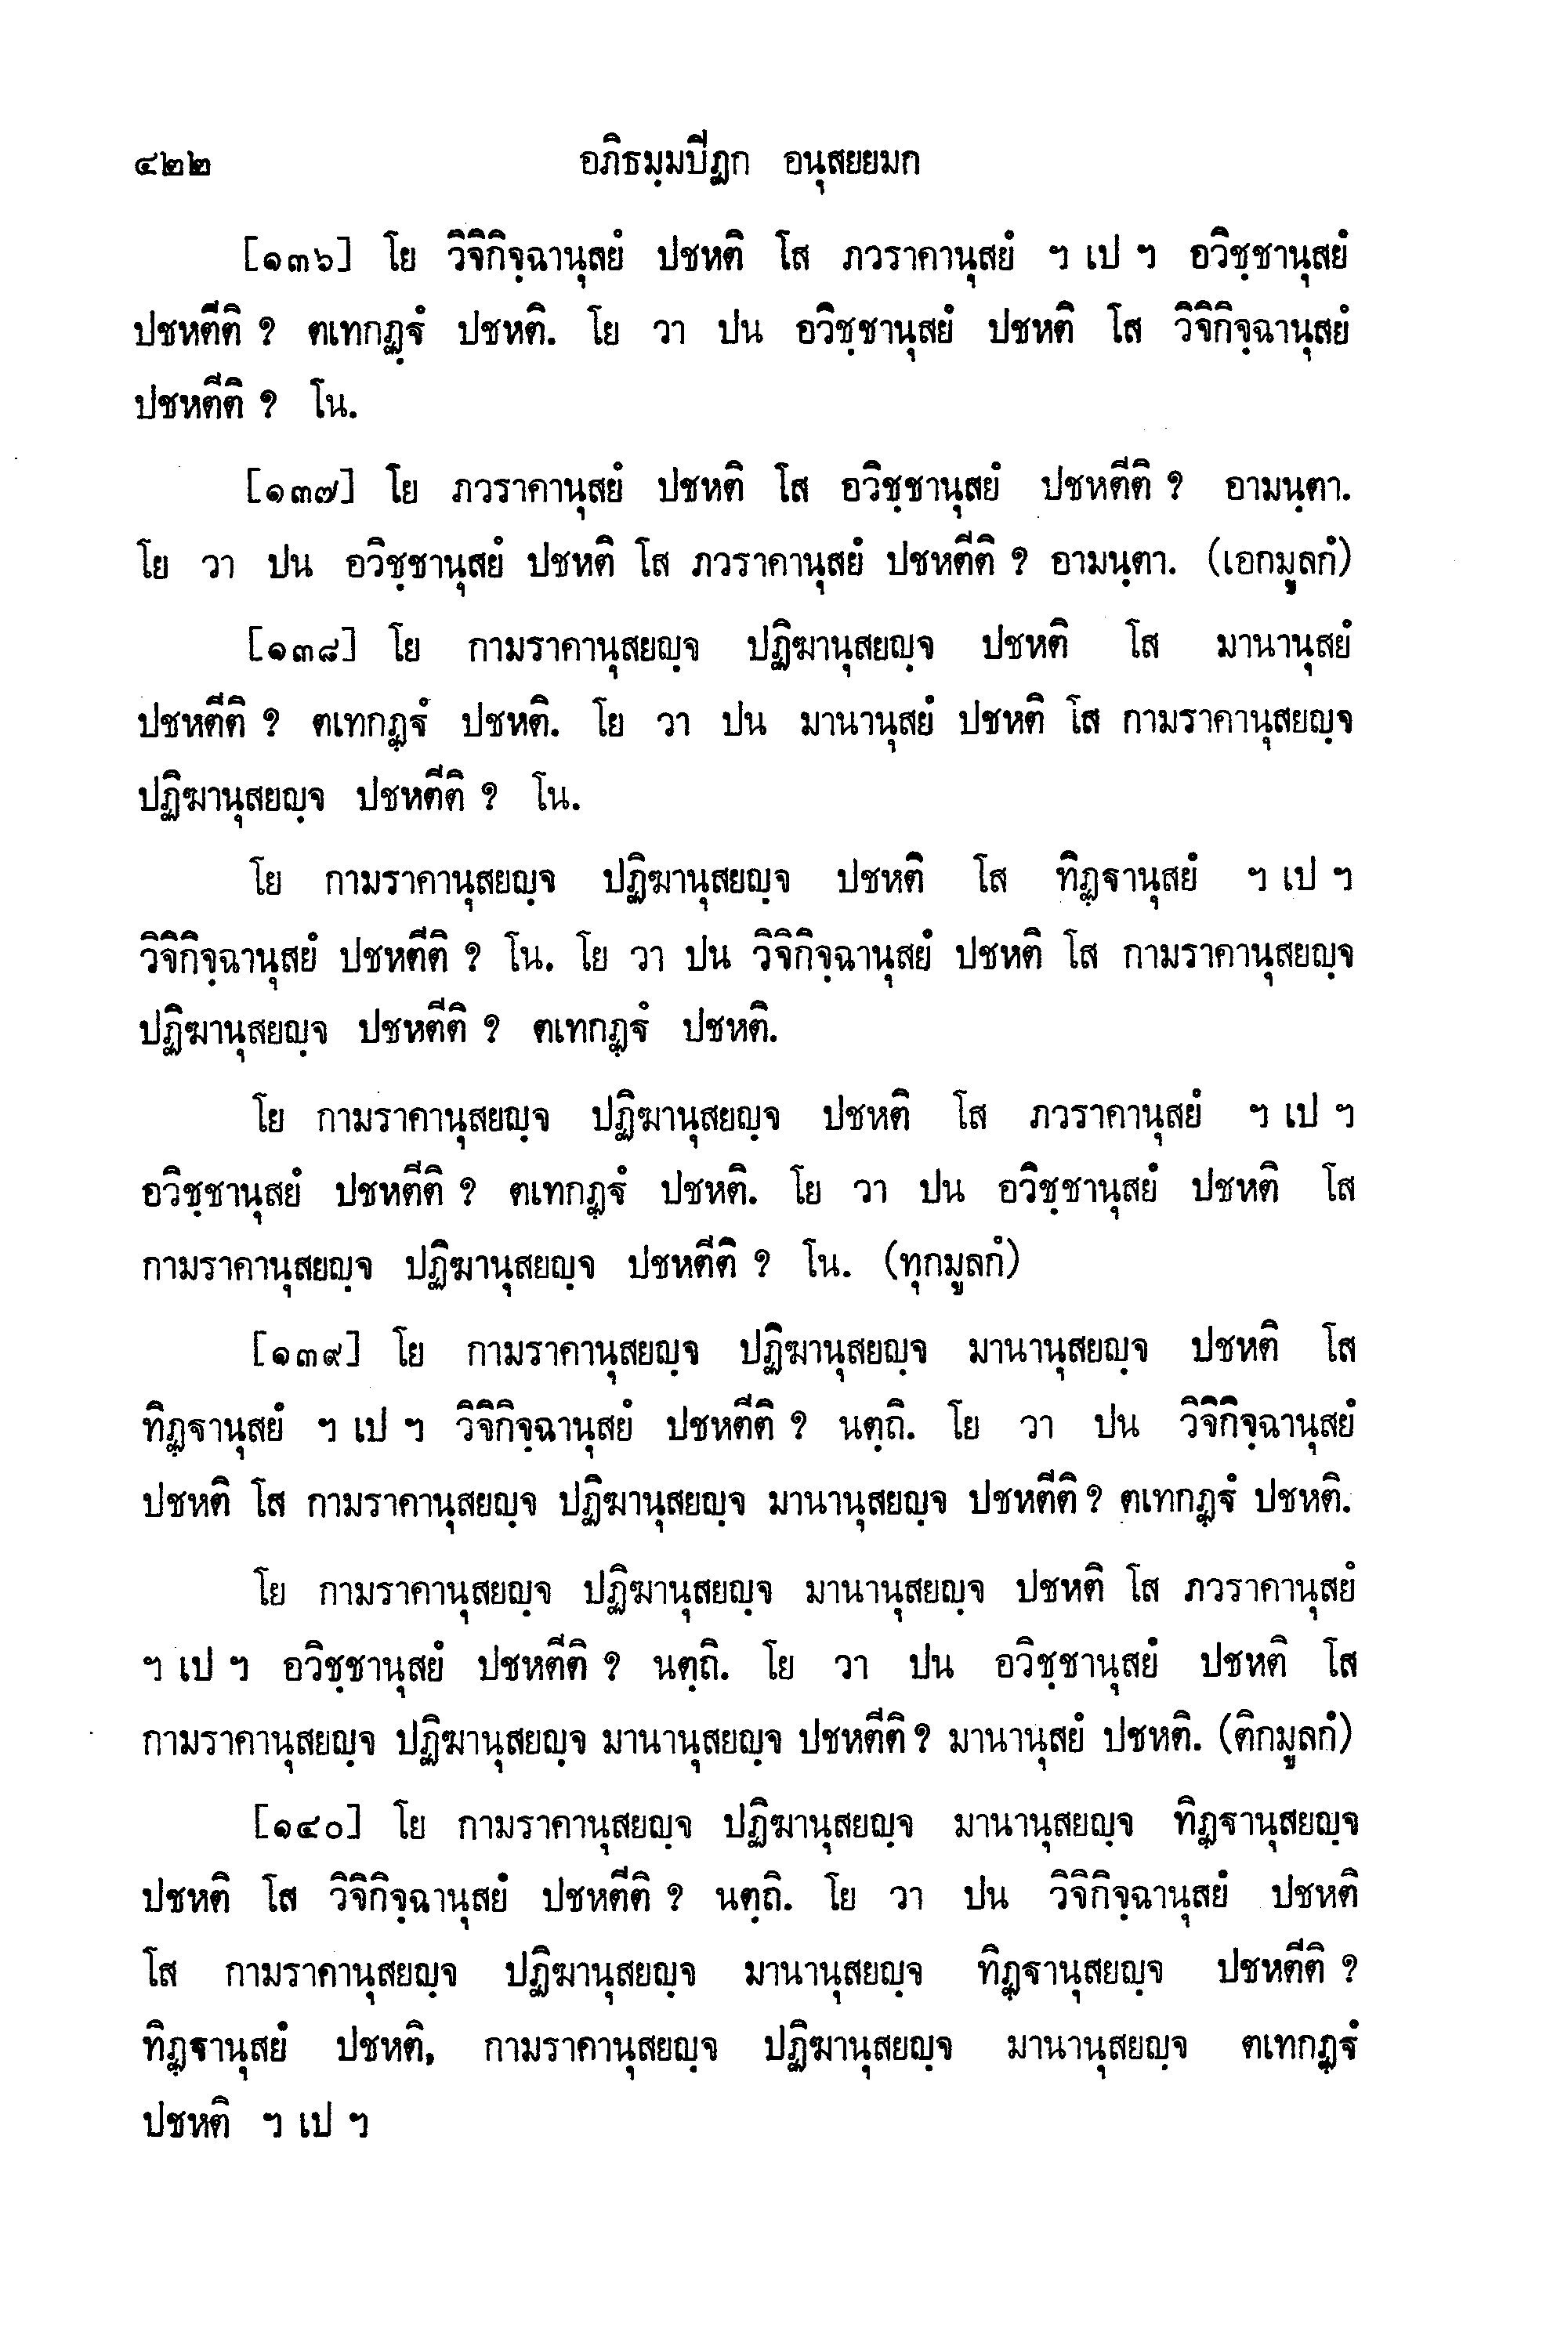 ๔๒๒ อภิธมฺมปีฏก อนุสยยมก
[๑๓๖] โย วิจิกิจฺฉานุสยํ ปชหติ โส ภวราคานุสยํ ฯ เป ฯ อวิชฺชานุสยํ
ปชหตีติ ? ตเทกฏฺฐํ ปชหติ. โย วา ปน อวิชฺชานุสยํ ปชหติ โส วิจิกิจฺฉานุสยํ
ปชหตีติ ? โน.
[๑๓๗] โย ภวราคานุสยํ ปชหติ โส อวิชฺชานุสยํ ปชหตีติ ? อามนฺตา.
โย วา ปน อวิชฺชานุสยํ ปชหติ โส ภวราคานุสยํ ปชหตีติ ? อามนฺตา. (เอกมูลกํ)
[๑๓๘] โย กามราคานุสยญฺจ ปฏิฆานุสยญฺจ ปชหติ โส มานานุสยํ
ปชหตีติ ? ตเทกฏฺฐํ ปชหติ. โย วา ปน มานานุสยํ ปชหติ โส กามราคานุสยญฺจ
ปฏิฆานุสยญฺจ ปชหตีติ ? โน.
โย กามราคานุสยญฺจ ปฏิฆานุสยญฺจ ปชหติ โส ทิฏฺฐานุสยํ ฯ เป ฯ
วิจิกิจฺฉานุสยํ ปชหตีติ ? โน. โย วา ปน วิจิกิจฺฉานุสยํ ปชหติ โส กามราคานุสยญฺจ
ปฏิฆานุสยญฺจ ปชหตีติ ? ตเทกฏฺฐํ ปชหติ.
โย กามราคานุสยญฺจ ปฏิฆานุสยญฺจ ปชหติ โส ภวราคานุสยํ ฯ เป ฯ
อวิชฺชานุสยํ ปชหตีติ ? ตเทกฏฺฐํ ปชหติ. โย วา ปน อวิชฺชานุสยํ ปชหติ โส
กามราคานุสยญฺจ ปฏิฆานุสยญฺจ ปชหตีติ ? โน. (ทุกมูลกํ)
[๑๓๙] โย กามราคานุสยญฺจ ปฏิฆานุสยญฺจ มานานุสยญฺจ ปชหติ โส
ทิฏฺฐานุสยํ ฯ เป ฯ วิจิกิจฺฉานุสยํ ปชหตีติ ? นตฺถิ. โย วา ปน วิจิกิจฺฉานุสยํ
ปชหติ โส กามราคานุสยญฺจ ปฏิฆานุสยญฺจ มานานุสยญฺจ ปชหตีติ ? ตเทกฏฺฐํ ปชหติ.
โย กามราคานุสยญฺจ ปฏิฆานุสยญฺจ มานานุสยญฺจ ปชหติ โส ภวราคานุสยํ
ฯ เป ฯ อวิชฺชานุสยํ ปชหตีติ ? นตฺถิ. โย วา ปน อวิชฺชานุสยํ ปชหติ โส
กามราคานุสยญฺจ ปฏิฆานุสยญฺจ มานานุสยญฺจ ปชหตีติ ? มานานุสยํ ปชหติ. (ติกมูลกํ)
[๑๔๐] โย กามราคานุสยญฺจ ปฏิฆานุสยญฺจ มานานุสยญฺจ ทิฏฺฐานุสยญฺจ
ปชหติ โส วิจิกิจฺฉานุสยํ ปชหตีติ ? นตฺถิ. โย วา ปน วิจิกิจฺฉานุสยํ ปชหติ
โส กามราคานุสยญฺจ ปฏิฆานุสยญฺจ มานานุสยญฺจ ทิฏฺฐานุสยญฺจ ปชหตีติ ?
ทิฏฺฐานุสยํ ปชหติ, กามราคานุสยญฺจ ปฏิฆานุสยญฺจ มานานุสยญฺจ ตเทกฏฺฐํ
ปชหติ ฯ เป ฯ